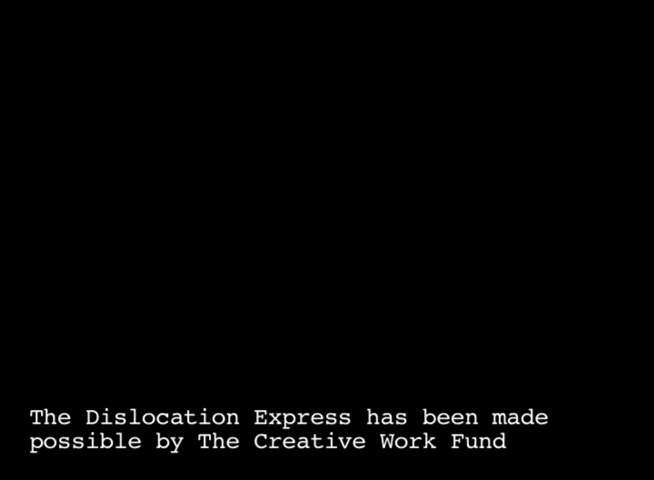 The Dislocation Express has been made
possible by The Creative Work Fund